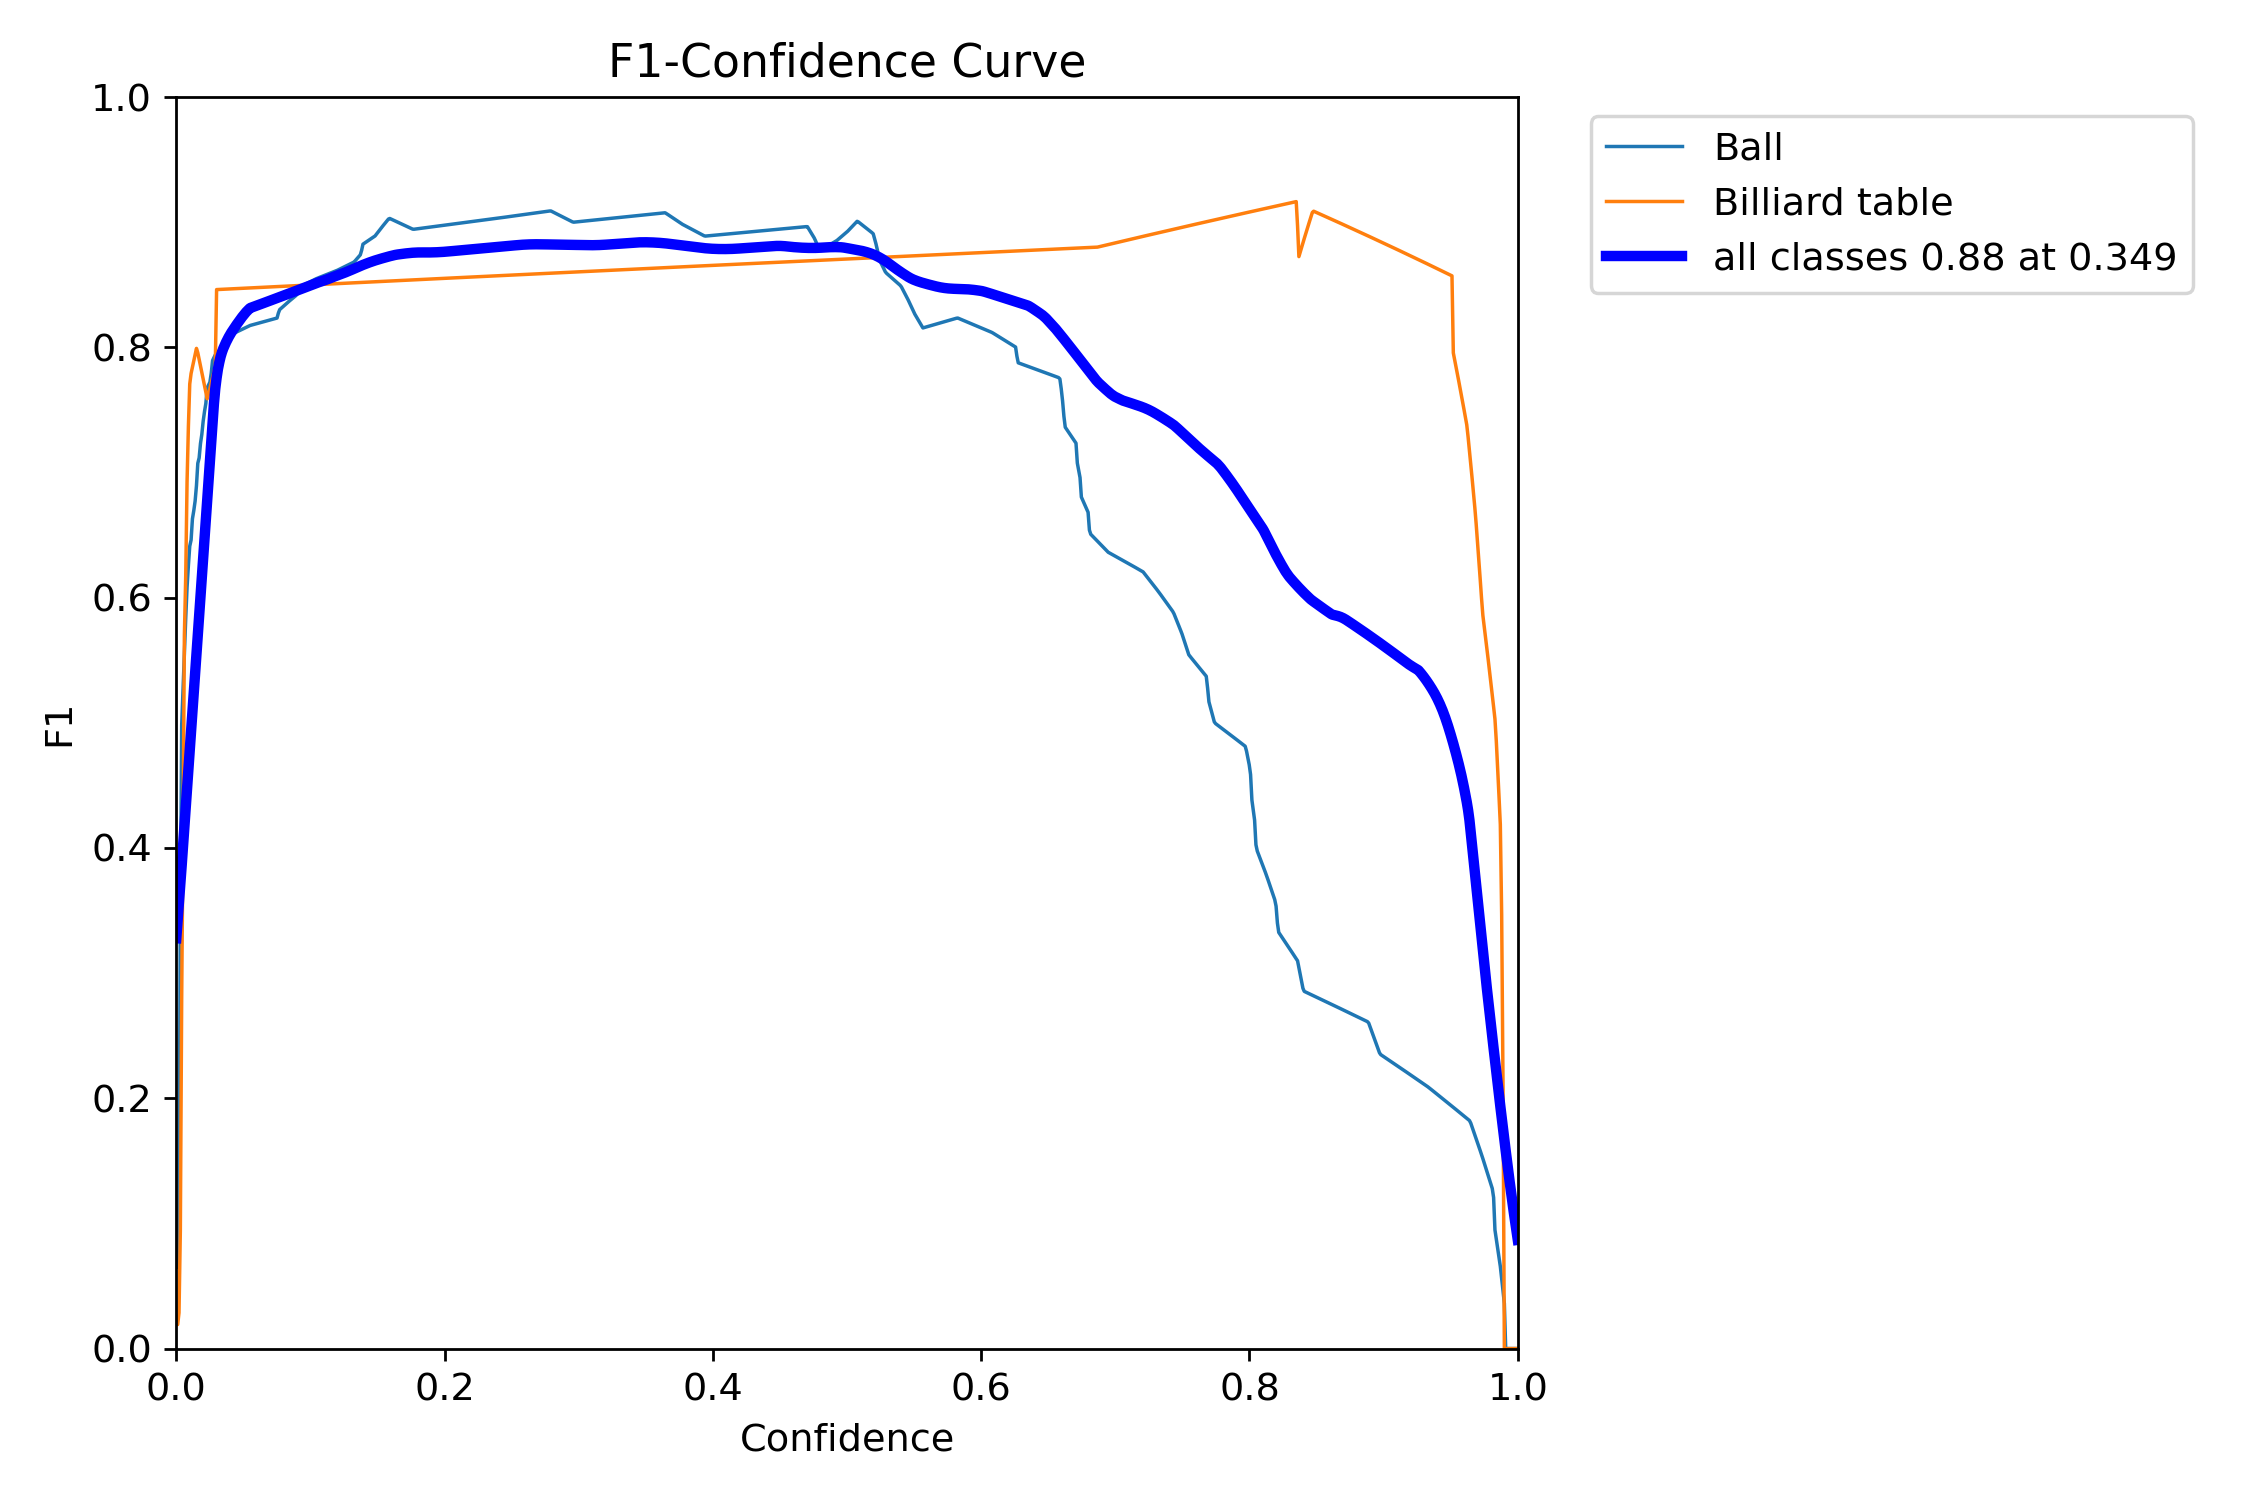 F1-Confidence Curve
Ball
Billiard table
all classes 0.88 at 0.349
1.0
0.8
0.6
0.4
0.2
0.0
F1
0.0 0.2 0.4 0.6 0.8 1.0
Confidence